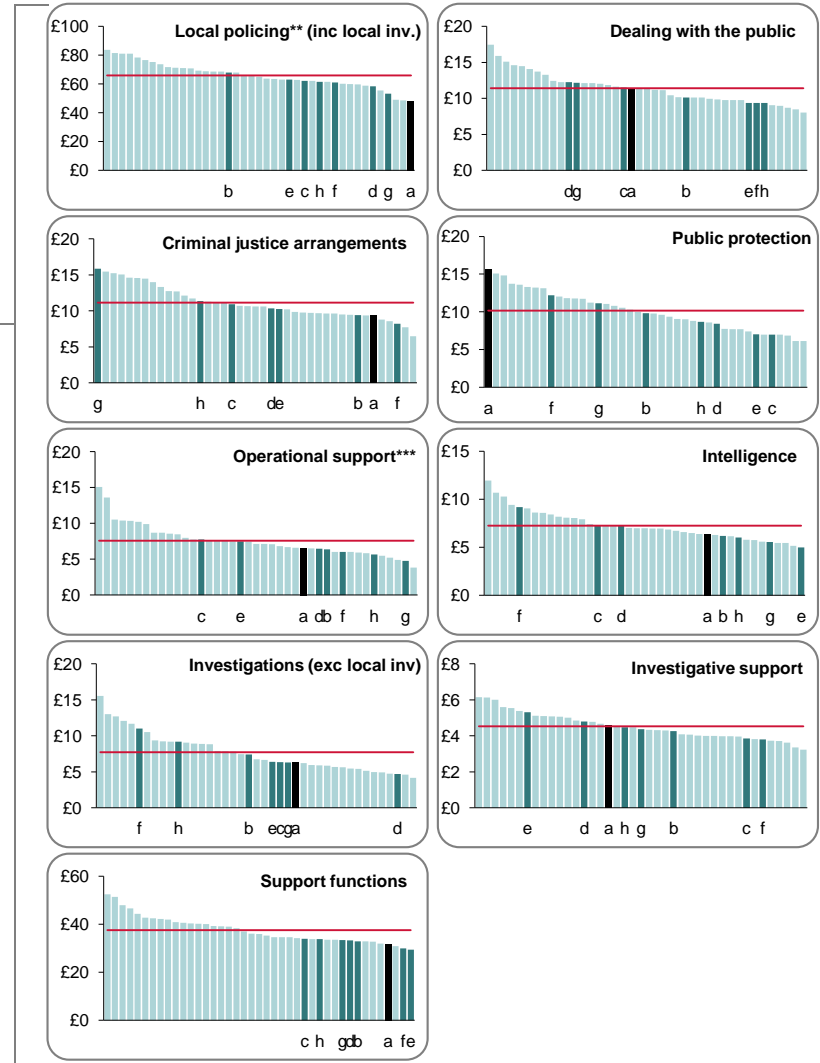 Local policing** (inc local inv.)
£100
£80
£60
£40
£20
£0
b e c h f d g a
Dealing with the public
£20
£15
£10
£5
£0
dg ca b efh
Criminal justice arrangements
£20
£15
£10
£5
£0
g h c de b a f
Public protection
£20
£15
£10
£5
£0
a f g b h d e c
Operational support***
£20
£15
£10
£5
£0
c e a db f h g
Intelligence
£15
£10
£5
£0
f c d a b h g e
Investigations (exc local inv)
£20
£15
£10
£5
£0
f h b ecga d
Investigative support
£8
£6
£4
£2
£0
e d a h g b c f
Support functions
£60
£40
£20
£0
c h gdb a fe